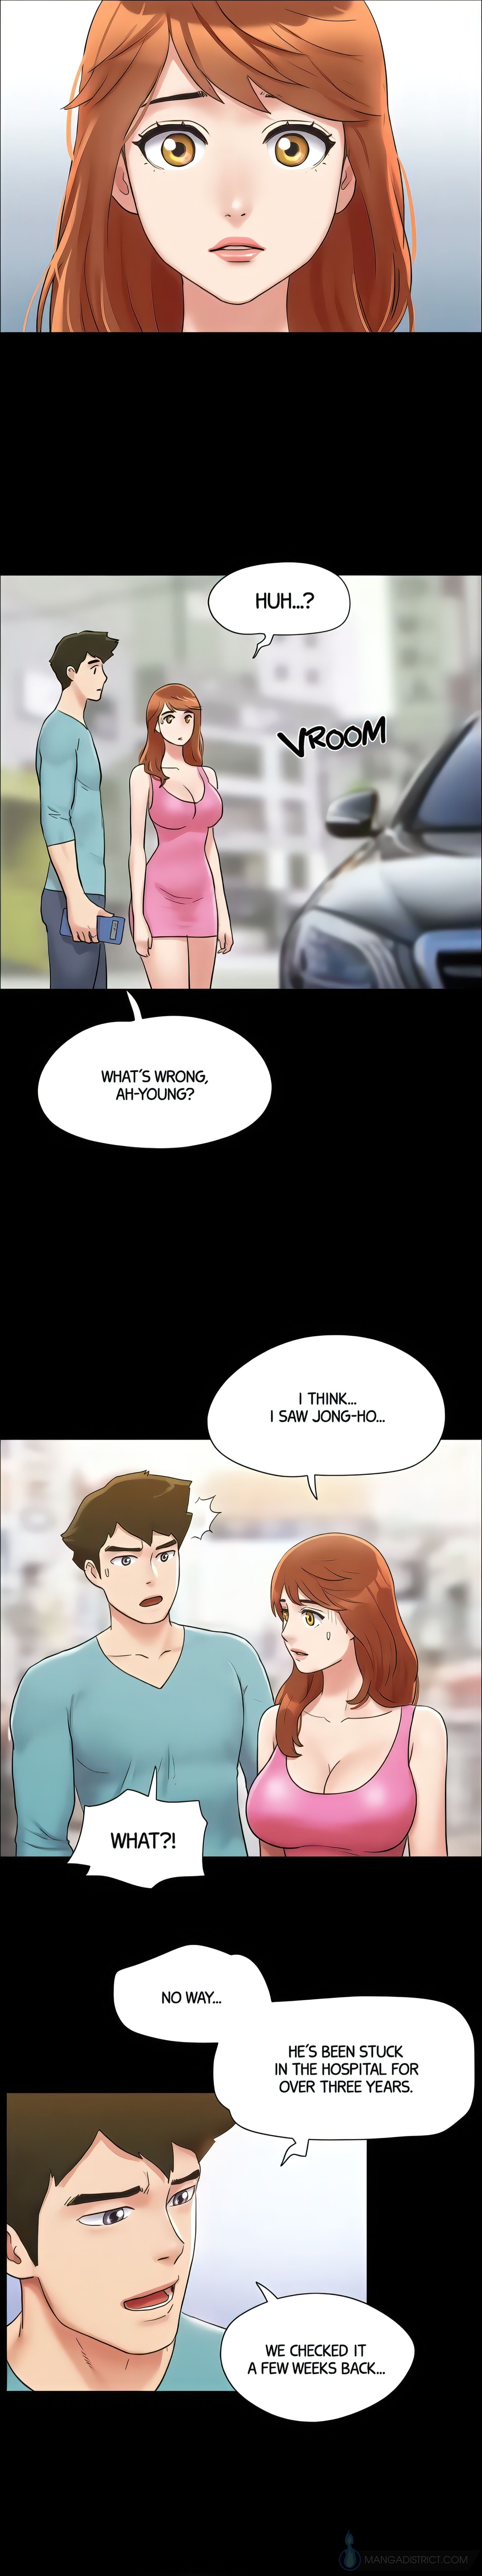 HUH...?
VROOM
WHAT'S WRONG,
AH-YOUNG?
I THINK...
I SAW JONG-HO...
WHAT?!
NO WAY...
HE'S BEEN STUCK
IN THE HOSPITAL FOR
OVER THREE YEARS.
WE CHECKED IT
A FEW WEEKS BACK...
MANGADISTRICT.COM